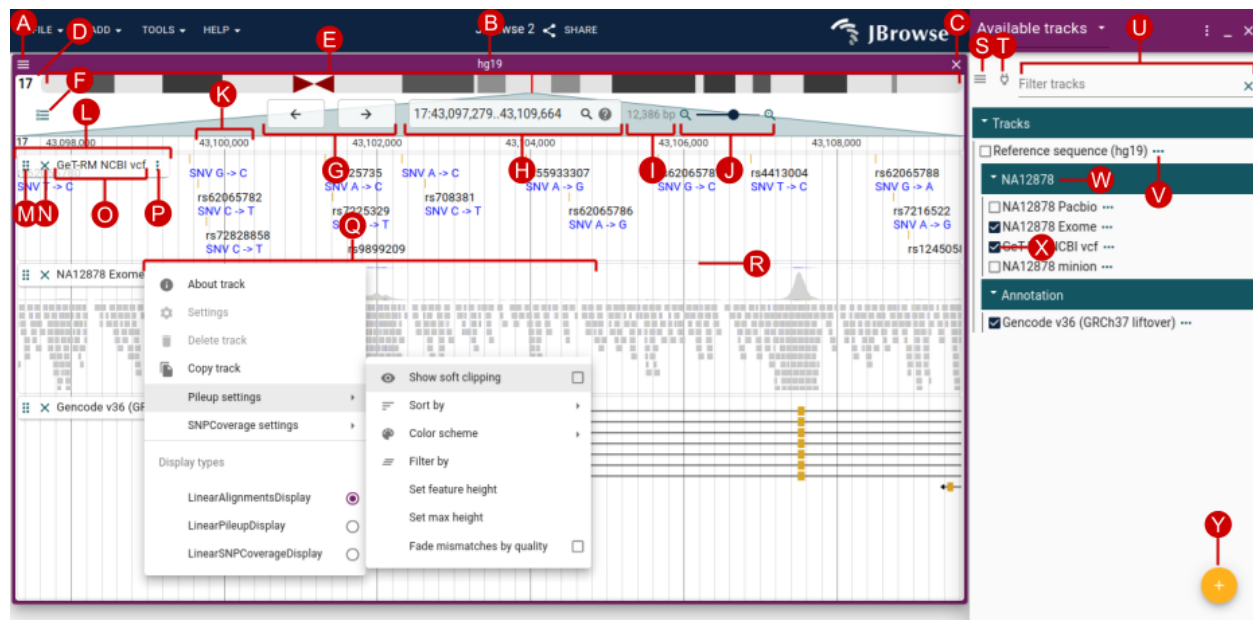 A B C
FILE ADD TOOLS HELP JBrowse 2 SHARE JBrowse Available tracks
D E S T U
hg19
17
F K Filter tracks
L 17:43,097,279..43,109,664 12,386 bp
Tracks
17 43,098,000 43,100,000 43,102,000 43,104,000 43,106,000 43,108,000
G H I J
Reference sequence (hg19)
GeT-RM NCBI vcf
SNV G -> C SNV A -> C rs4413004 rs62065788
NA12878 W V
SNV T -> C SNV A -> C SNV T -> C SNV G -> A
M N O P
rs62065782 rs708381
SNV C -> T SNV C -> T
rs7225329 rs62065786 rs7216522
SNV A -> G SNV A -> G
Q
rs72828858
SNV C -> T
rs9899209
NA12878 Pacbio
NA12878 Exome
GeT-RM NCBI vcf X
NA12878 minion
R
NA12878 Exome
Annotation
Gencode v36 (GRCh37 liftover)
About track
Settings
Delete track
Copy track
Pileup settings
SNPCoverage settings
Display types
LinearAlignmentsDisplay
LinearPileupDisplay
LinearSNPCoverageDisplay
Show soft clipping
Sort by
Color scheme
Filter by
Set feature height
Set max height
Fade mismatches by quality
Gencode v36
Y